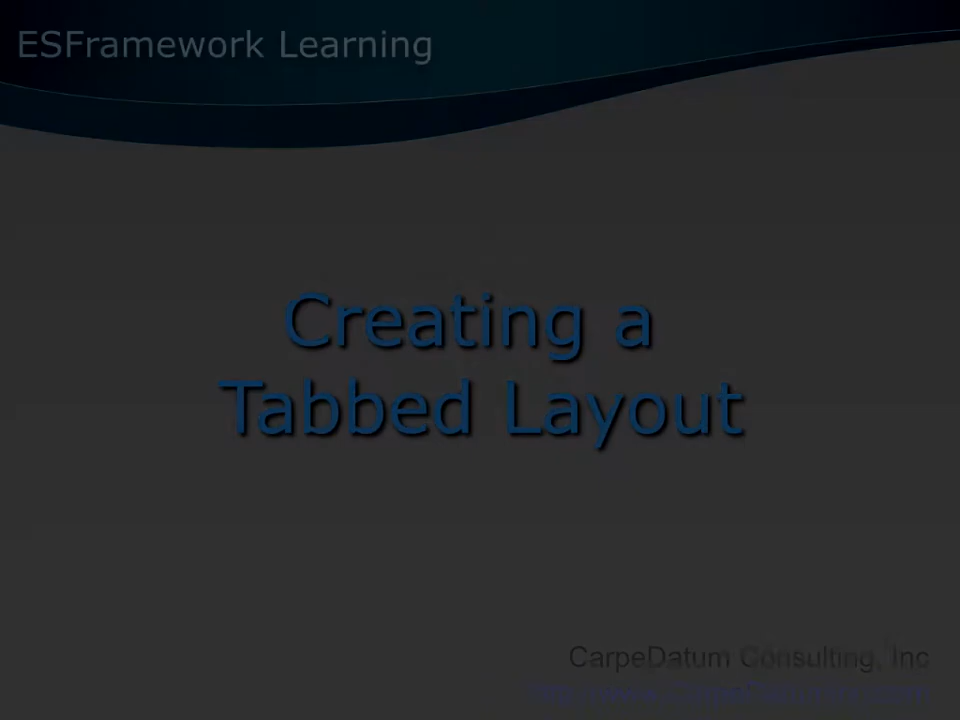 ESFramework Learning
Creating a
Tabbed Layout
CarpeDatum Consulting, Inc